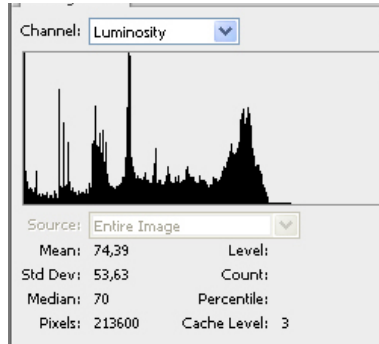 Channel: Luminosity
Source: Entire Image
Mean: 74,39 Level:
Std Dev: 53,63 Count:
Median: 70 Percentile:
Pixels: 213600 Cache Level: 3